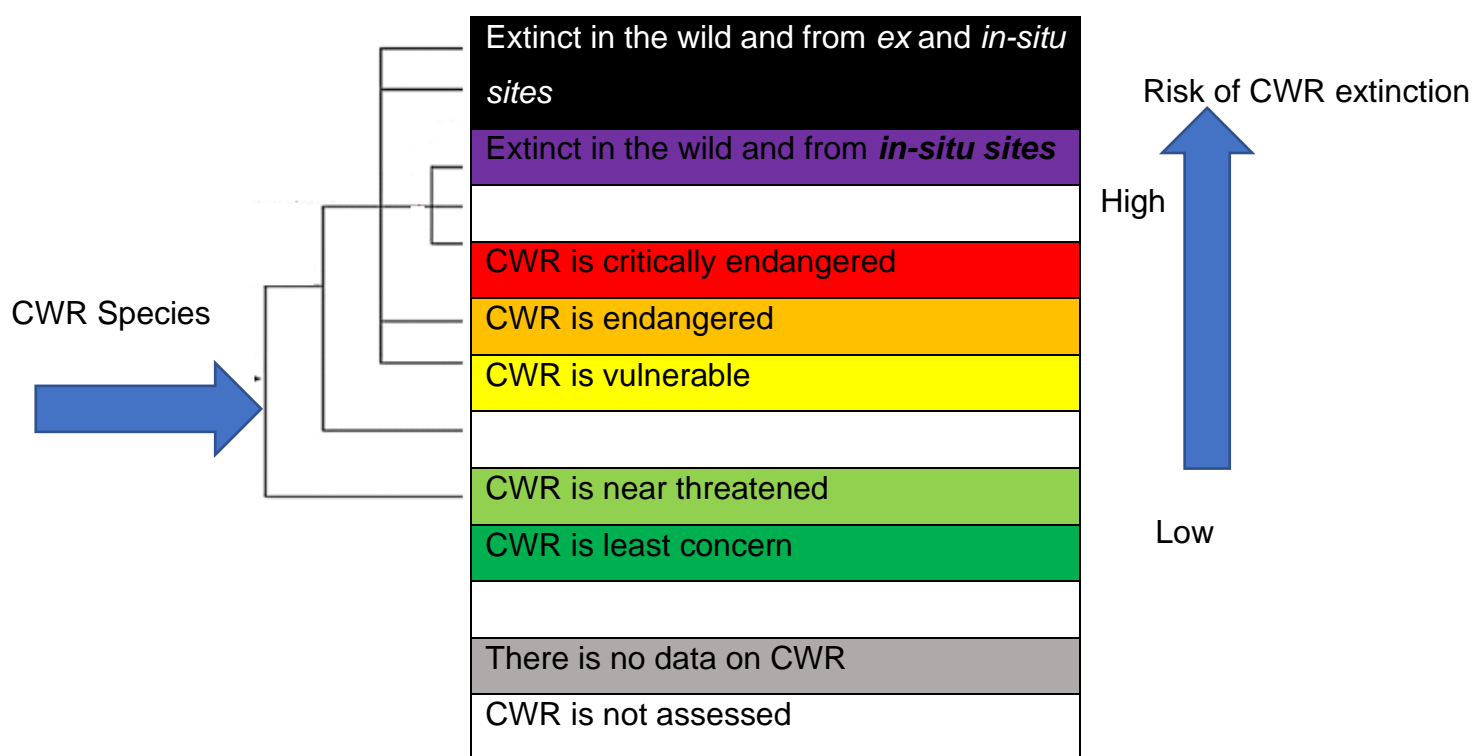 Extinct in the wild and from ex and in-situ
sites
Risk of CWR extinction
Extinct in the wild and from in-situ sites
High
CWR is critically endangered
CWR Species
CWR is endangered
CWR is vulnerable
CWR is near threatened
Low
CWR is least concern
There is no data on CWR
CWR is not assessed